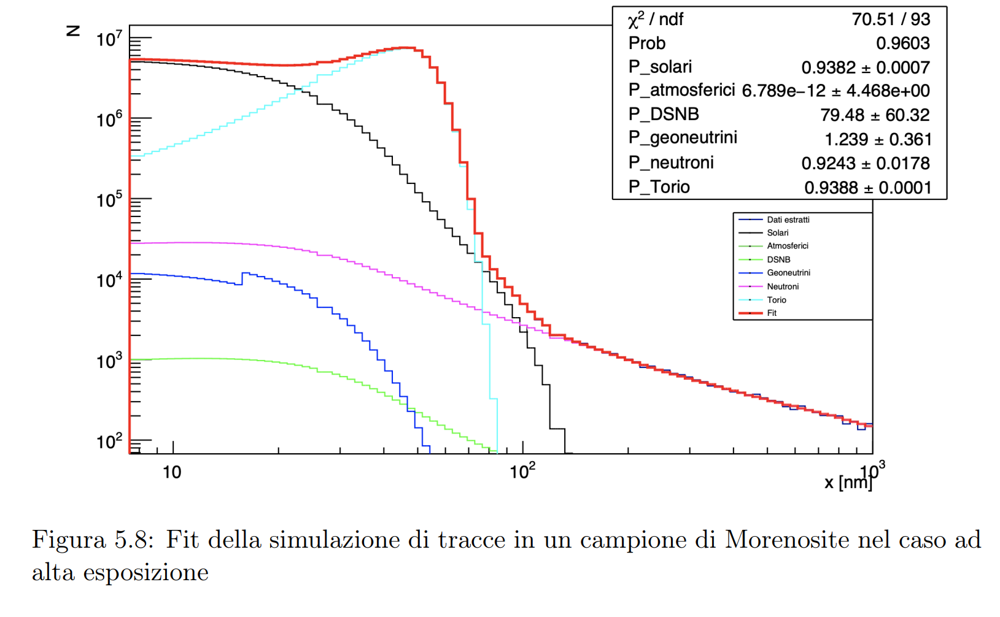 N
χ² / ndf 70.51 / 93
Prob 0.9603
P_solari 0.9382 ± 0.0007
P_atmosferici 6.789e−12 ± 4.468e+00
P_DSNB 79.48 ± 60.32
P_geoneutrini 1.239 ± 0.361
P_neutroni 0.9243 ± 0.0178
P_Torio 0.9388 ± 0.0001
Dati estratti
Solari
Atmosferici
DSNB
Geoneutrini
Neutroni
Torio
Fit
10⁷
10⁶
10⁵
10⁴
10³
10²
10 10² 10³
x [nm]
Figura 5.8: Fit della simulazione di tracce in un campione di Morenosite nel caso ad
alta esposizione